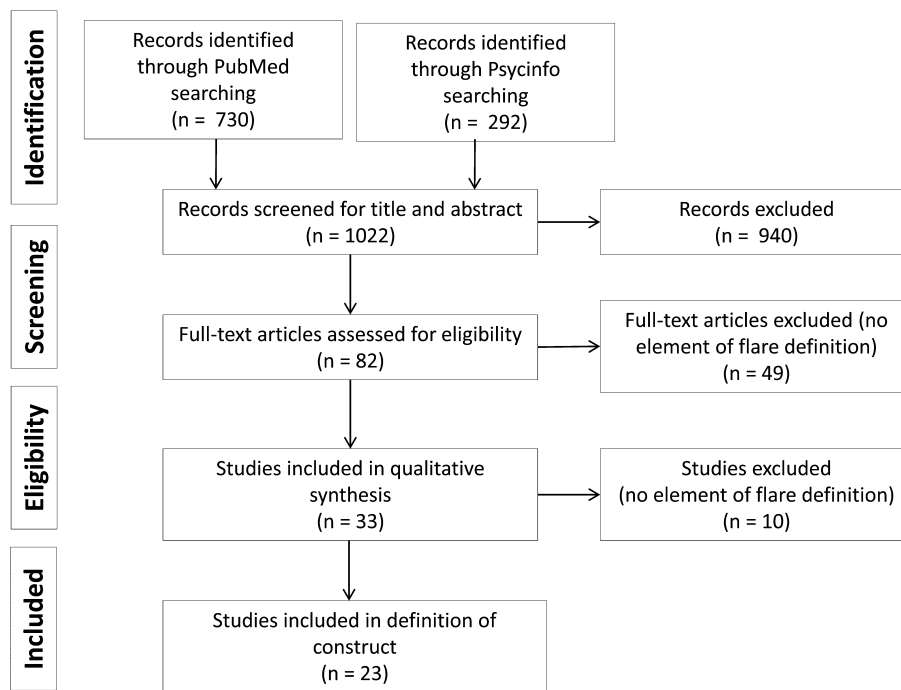 Identification
Records identified
through PubMed
searching
(n =  730)
Records identified
through Psycinfo
searching
(n =  292)
Records screened for title and abstract
(n = 1022)
Records excluded
(n =  940)
Screening
Full-text articles assessed for eligibility
(n = 82)
Full-text articles excluded (no
element of flare definition)
(n = 49)
Eligibility
Studies included in qualitative
synthesis
(n = 33)
Studies excluded
(no element of flare definition)
(n = 10)
Included
Studies included in definition of
construct
(n = 23)